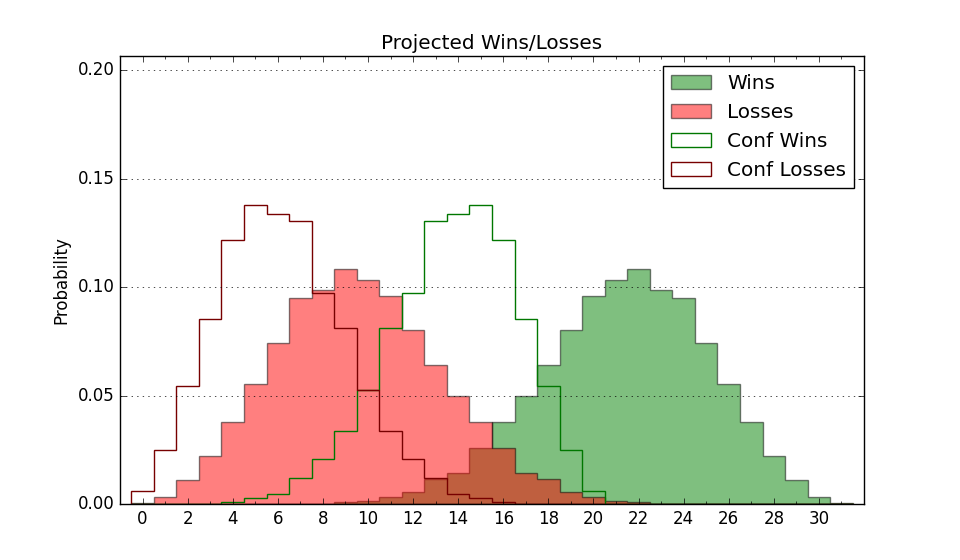 Projected Wins/Losses
0.20
0.15
0.10
0.05
0.00
Probability
Wins
Losses
Conf Wins
Conf Losses
0 2 4 6 8 10 12 14 16 18 20 22 24 26 28 30